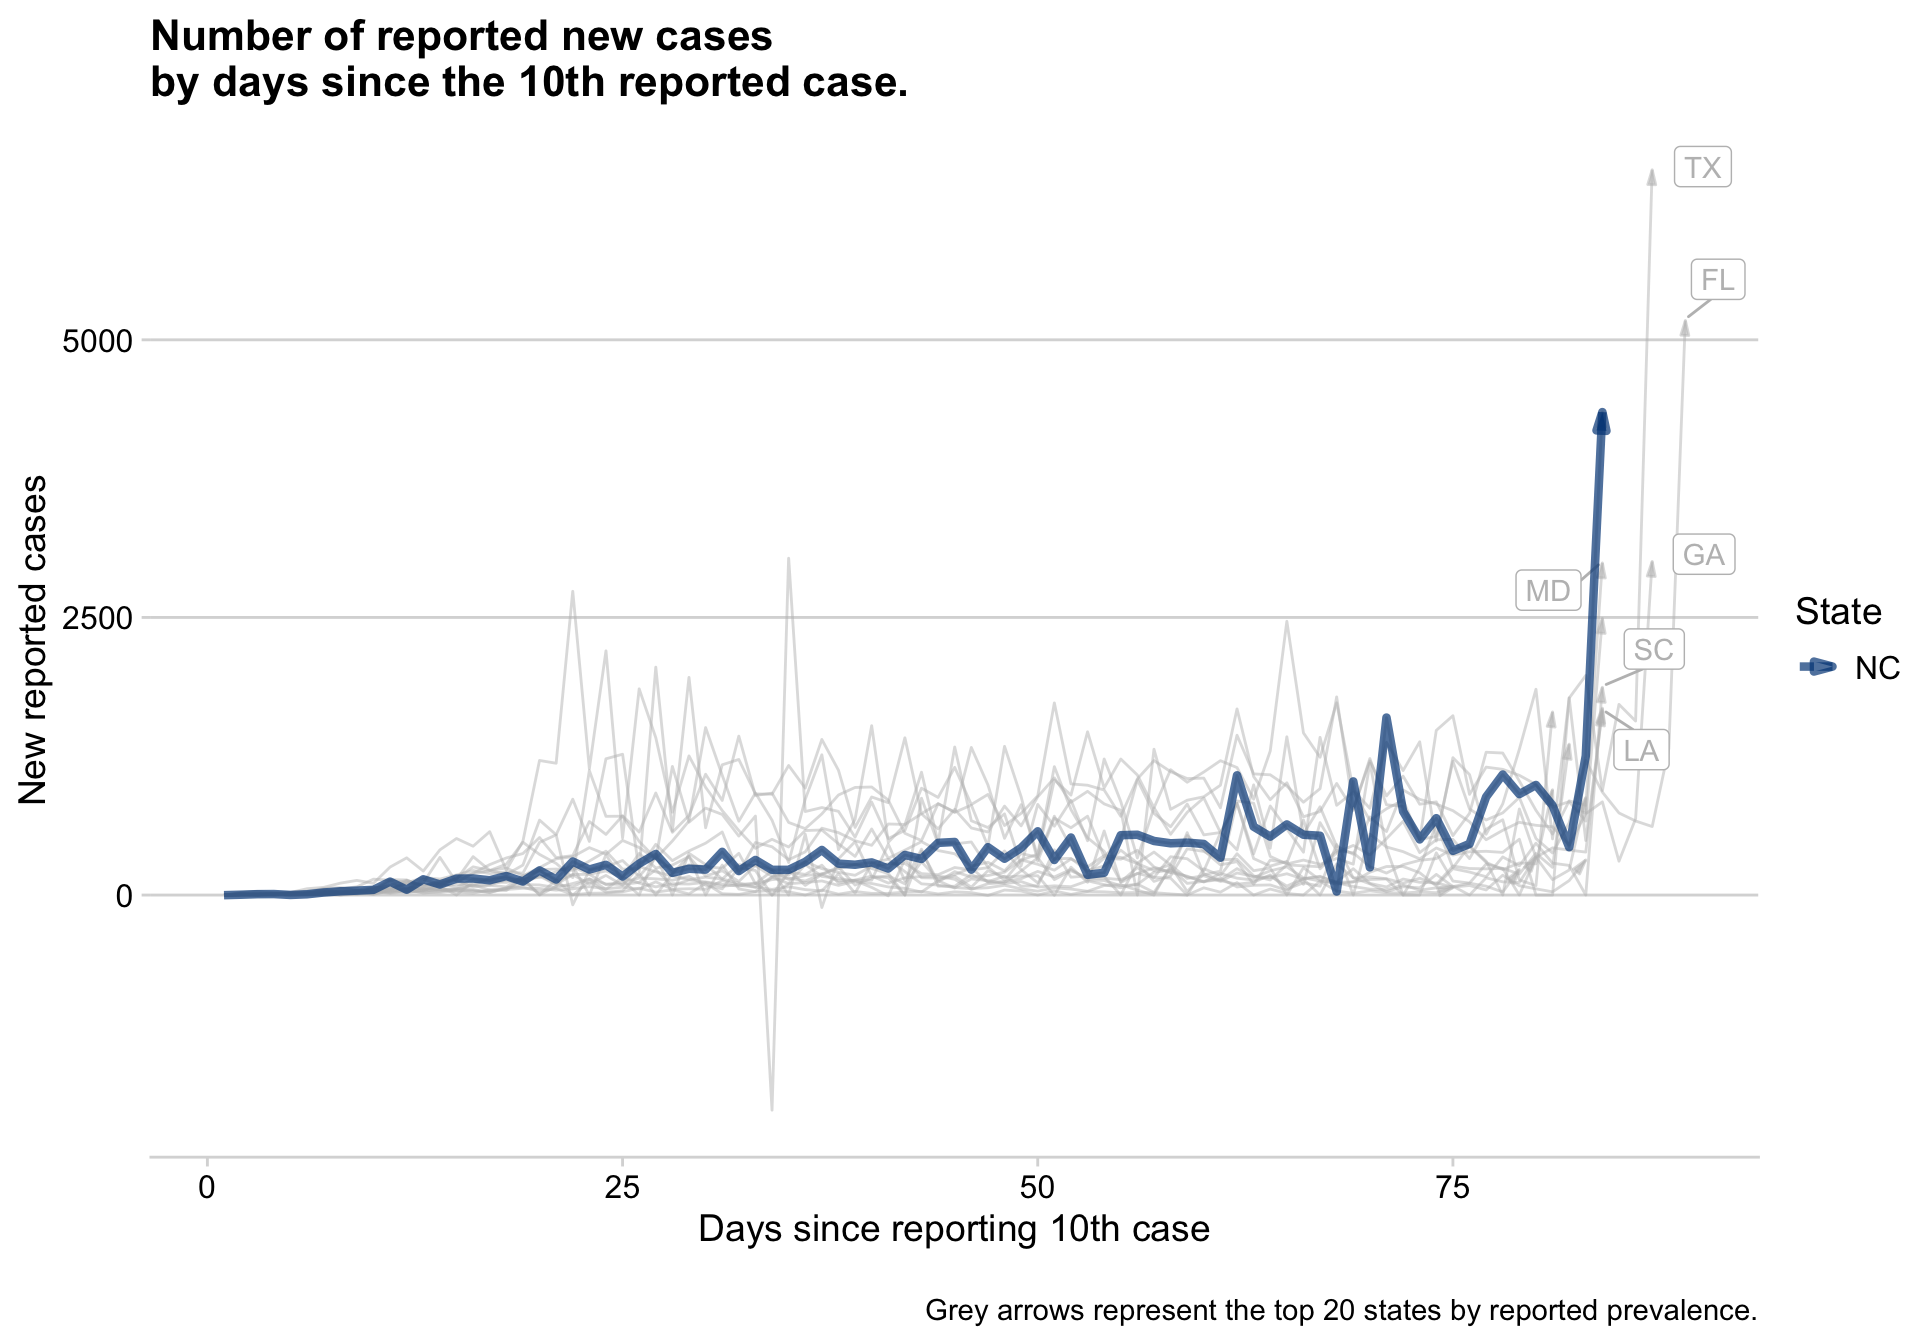 Number of reported new cases
by days since the 10th reported case.
TX
FL
5000
GA
MD
2500
SC
LA
0
New reported cases
State
NC
0 25 50 75
Days since reporting 10th case
Grey arrows represent the top 20 states by reported prevalence.